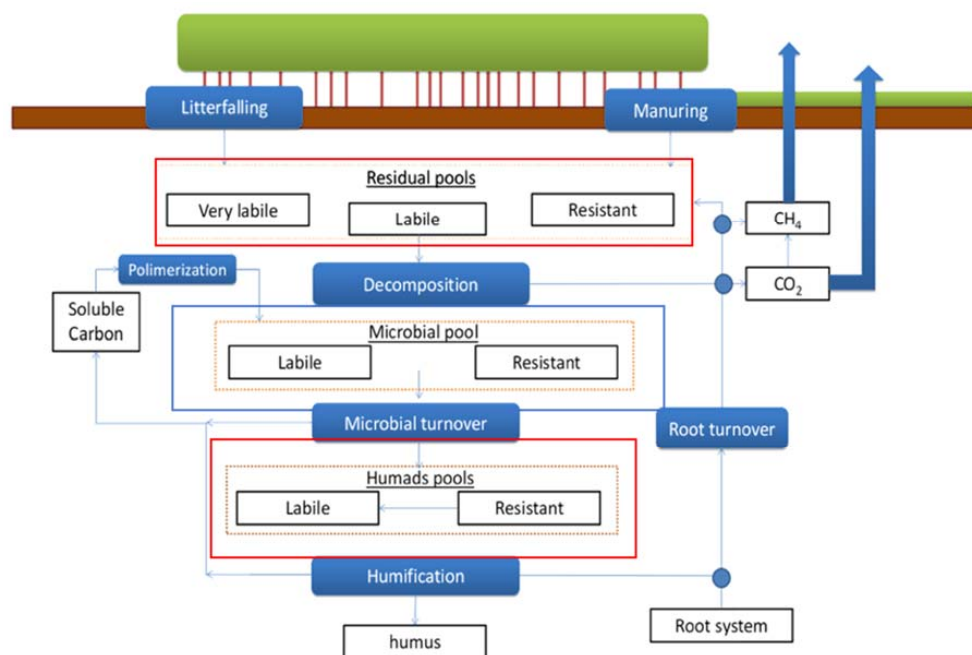 Litterfalling
Manuring
Residual pools
Very labile
Labile
Resistant
CH₄
Polimerization
Decomposition
CO₂
Soluble
Carbon
Microbial pool
Labile
Resistant
Microbial turnover
Root turnover
Humads pools
Labile
Resistant
Humification
humus
Root system